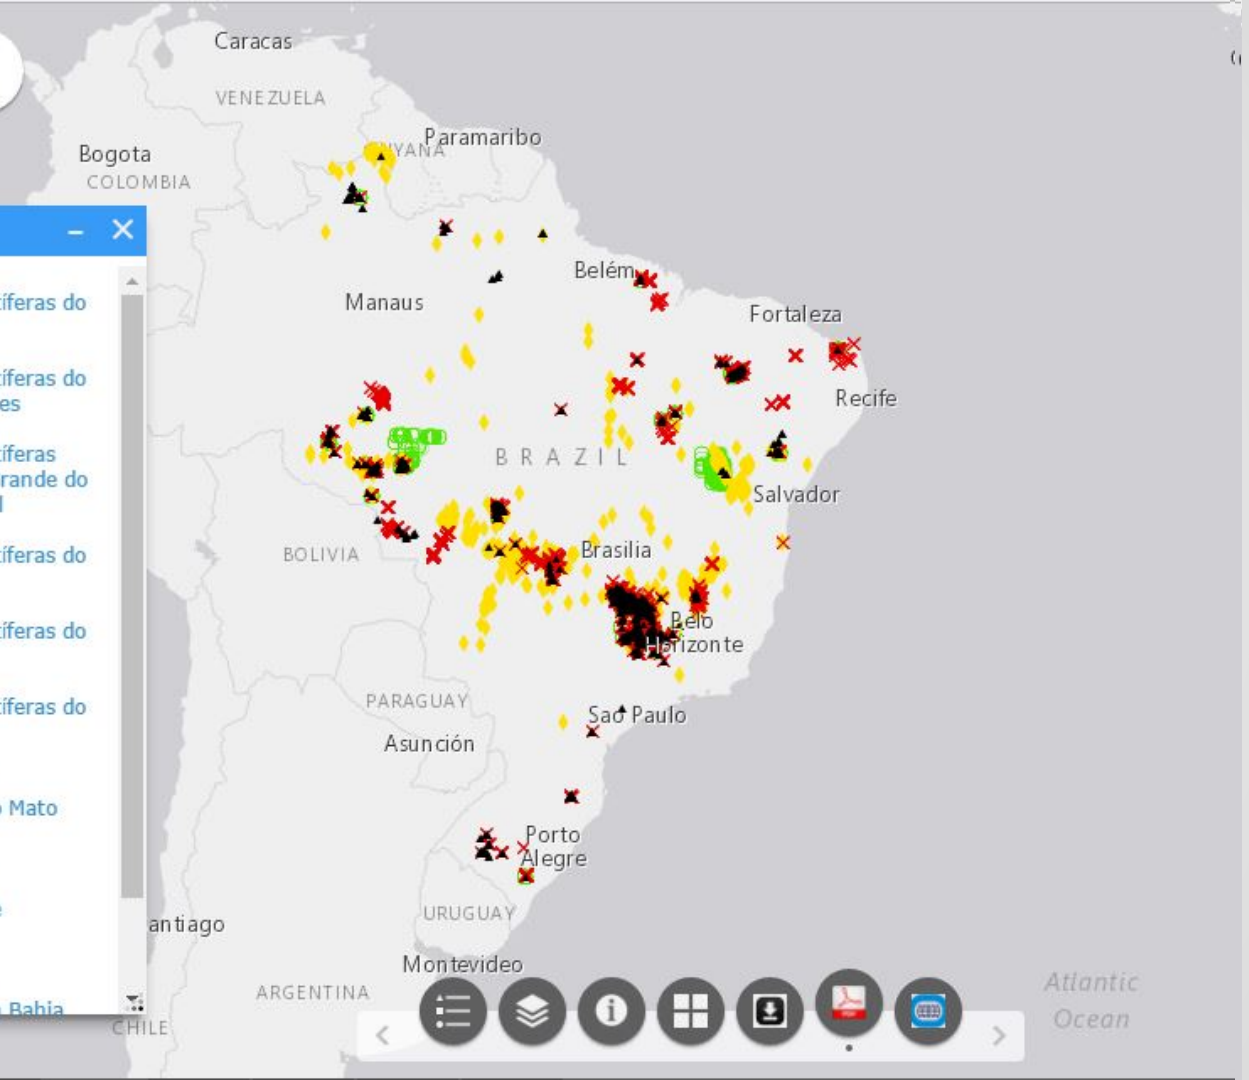 Caracas
VENEZUELA
Paramaribo
GUYANA
Bogota
COLOMBIA
Belém
íferas do
Manaus
Fortaleza
íferas do
es
Recife
íferas
rande do
BRAZIL
Salvador
íferas do
BOLIVIA
Brasilia
íferas do
Belo
Horizonte
íferas do
PARAGUAY
Sao Paulo
Asunción
Mato
Porto
Alegre
URUGUAY
antiago
Montevideo
ARGENTINA
Atlantic
Ocean
Bahia
CHILE